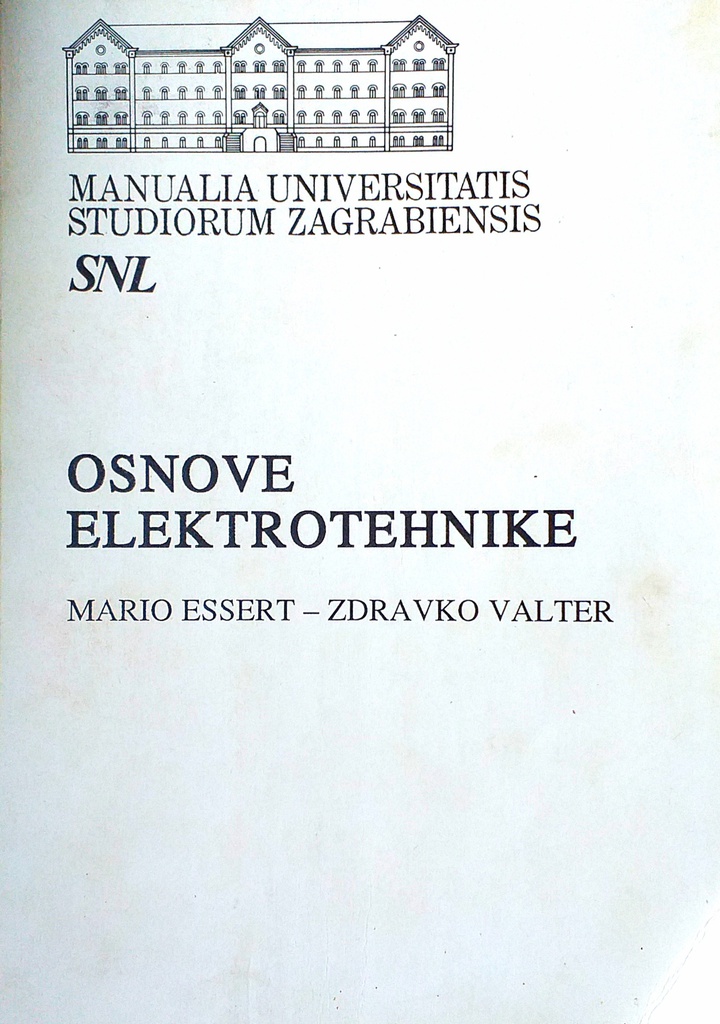 MANUALIA UNIVERSITATIS
STUDIORUM ZAGRABIENSIS
SNL
OSNOVE
ELEKTROTEHNIKE
MARIO ESSERT – ZDRAVKO VALTER